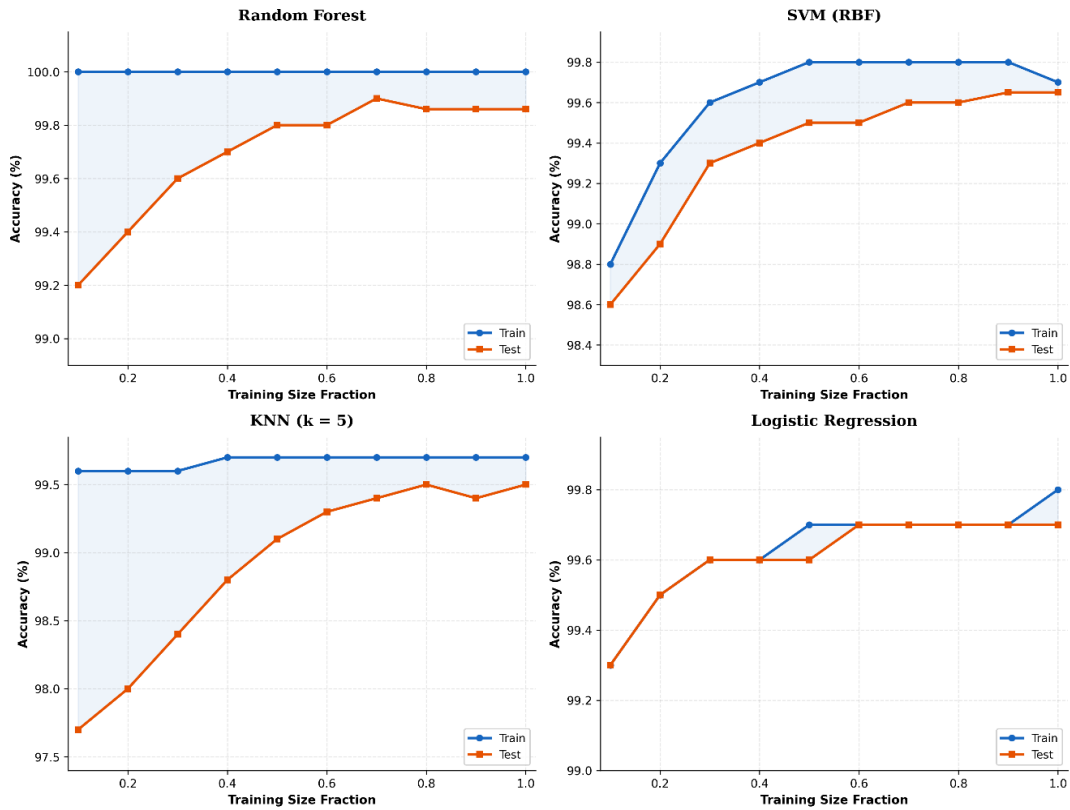 Random Forest
Accuracy (%)
100.0
99.8
99.6
99.4
99.2
99.0
0.2 0.4 0.6 0.8 1.0
Training Size Fraction
Train
Test
SVM (RBF)
Accuracy (%)
99.8
99.6
99.4
99.2
99.0
98.8
98.6
98.4
0.2 0.4 0.6 0.8 1.0
Training Size Fraction
Train
Test
KNN (k = 5)
Accuracy (%)
99.5
99.0
98.5
98.0
97.5
0.2 0.4 0.6 0.8 1.0
Training Size Fraction
Train
Test
Logistic Regression
Accuracy (%)
99.8
99.6
99.4
99.2
99.0
0.2 0.4 0.6 0.8 1.0
Training Size Fraction
Train
Test